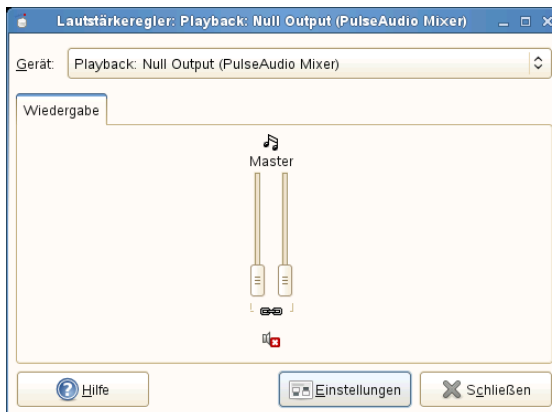 Lautstärkeregler: Playback: Null Output (PulseAudio Mixer)
Gerät: Playback: Null Output (PulseAudio Mixer)
Wiedergabe
Master
Hilfe Einstellungen Schließen